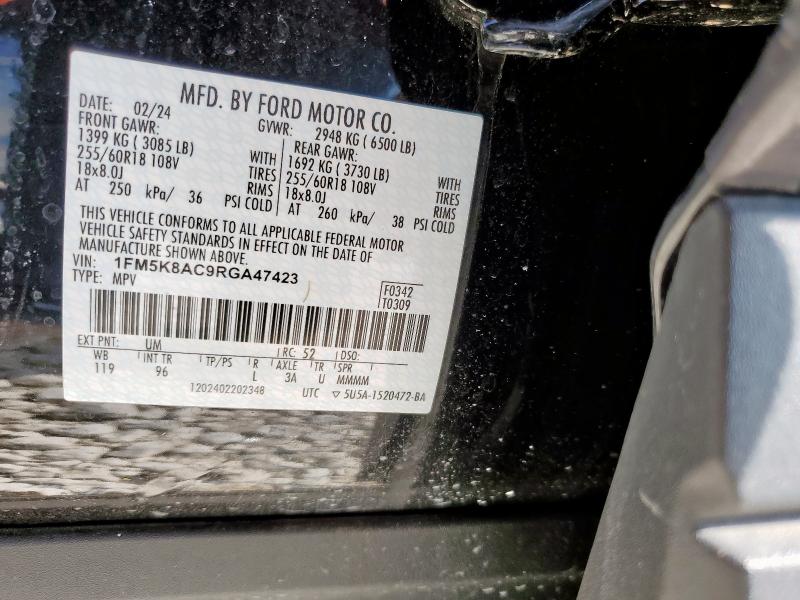 MFD. BY FORD MOTOR CO.
DATE: 02/24 GVWR: 2948 KG (6500 LB)
FRONT GAWR: REAR GAWR:
1399 KG (3085 LB) WITH 1692 KG (3730 LB) WITH
255/60R18 108V TIRES 255/60R18 108V TIRES
18x8.0J RIMS 18x8.0J RIMS
AT 250 kPa/ 36 PSI COLD AT 260 kPa/ 38 PSI COLD
THIS VEHICLE CONFORMS TO ALL APPLICABLE FEDERAL MOTOR
VEHICLE SAFETY STANDARDS IN EFFECT ON THE DATE OF
MANUFACTURE SHOWN ABOVE.
VIN: 1FM5K8AC9RGA47423
TYPE: MPV
F0342
T0309
EXT PNT: UM RC: 52 DSO:
WB INT TR TP/PS R AXLE TR SPR
119 96 L 3A U MMMM
1202402202348 UTC ▽ 5U5A-1520472-BA